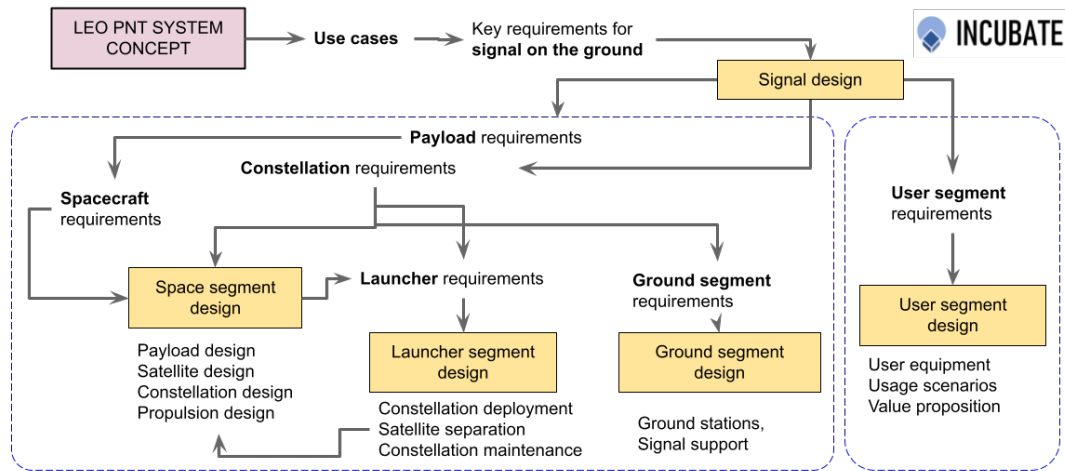 LEO PNT SYSTEM
CONCEPT
Use cases
Key requirements for
signal on the ground
INCUBATE
Signal design
Payload requirements
Constellation requirements
Spacecraft
requirements
User segment
requirements
Space segment
design
Launcher requirements
Ground segment
requirements
User segment
design
Payload design
Satellite design
Constellation design
Propulsion design
Launcher segment
design
Ground segment
design
User equipment
Usage scenarios
Value proposition
Constellation deployment
Satellite separation
Constellation maintenance
Ground stations,
Signal support